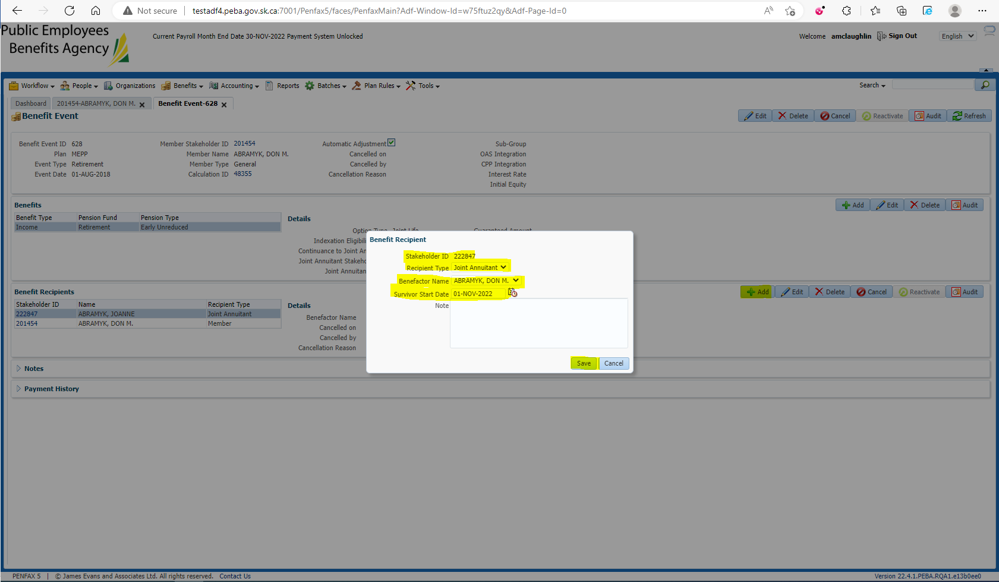 Not secure | testadf4.peba.gov.sk.ca:7001/Penfax5/faces/PenfaxMain?Adf-Window-Id=w75ftuz2qy&Adf-Page-Id=0
Public Employees
Benefits Agency
Current Payroll Month End Date 30-NOV-2022 Payment System Unlocked
Welcome amclaughlin Sign Out English
Workflow People Organizations Benefits Accounting Reports Batches Plan Rules Tools Search
Dashboard 201454-ABRAMYK, DON M. Benefit Event-628
Benefit Event Edit Delete Cancel Reactivate Audit Refresh
Benefit Event ID 628 Member Stakeholder ID 201454 Automatic Adjustment Sub-Group
Plan MEPP Member Name ABRAMYK, DON M. Cancelled on OAS Integration
Event Type Retirement Member Type General Cancelled by CPP Integration
Event Date 01-AUG-2018 Calculation ID 48355 Cancellation Reason Interest Rate
Initial Equity
Benefits Add Edit Delete Audit
Benefit Type Pension Fund Pension Type Details
Income Retirement Early Unreduced
Option Type Joint Life Guaranteed Amount
Indexation Eligibili
Continuance to Joint An
Joint Annuitant Stakeho
Joint Annuitan
Benefit Recipient
Stakeholder ID 222847
Recipient Type Joint Annuitant
Benefactor Name ABRAMYK, DON M.
Survivor Start Date 01-NOV-2022
Note
Save Cancel
Benefit Recipients Add Edit Delete Cancel Reactivate Audit
Stakeholder ID Name Recipient Type Details
222847 ABRAMYK, JOANNE Joint Annuitant
201454 ABRAMYK, DON M. Member
Benefactor Name
Cancelled on
Cancelled by
Cancellation Reason
Notes
Payment History
PENFAX 5 | © James Evans and Associates Ltd. All rights reserved. Contact Us Version 22.4.1.PEBA.RQA1.e13b0ee0